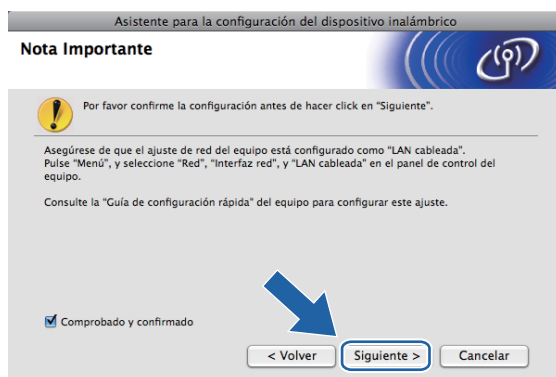 Asistente para la configuración del dispositivo inalámbrico
Nota Importante
Por favor confirme la configuración antes de hacer click en "Siguiente".
Asegúrese de que el ajuste de red del equipo está configurado como "LAN cableada".
Pulse "Menú", y seleccione "Red", "Interfaz red", y "LAN cableada" en el panel de control del
equipo.
Consulte la "Guía de configuración rápida" del equipo para configurar este ajuste.
Comprobado y confirmado
< Volver
Siguiente >
Cancelar